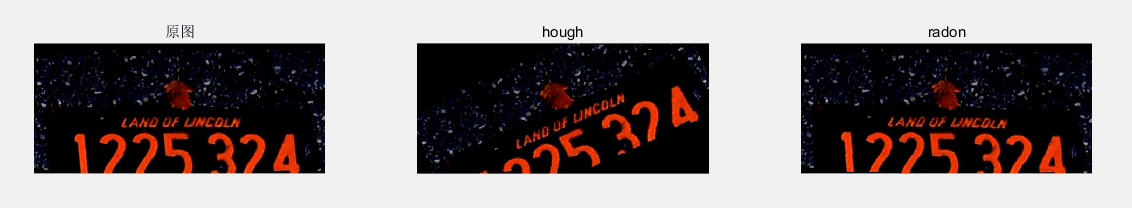 原图
LAND OF LINCOLN
1225 324
hough
LAND OF LINCOLN
225 324
radon
LAND OF LINCOLN
1225 324